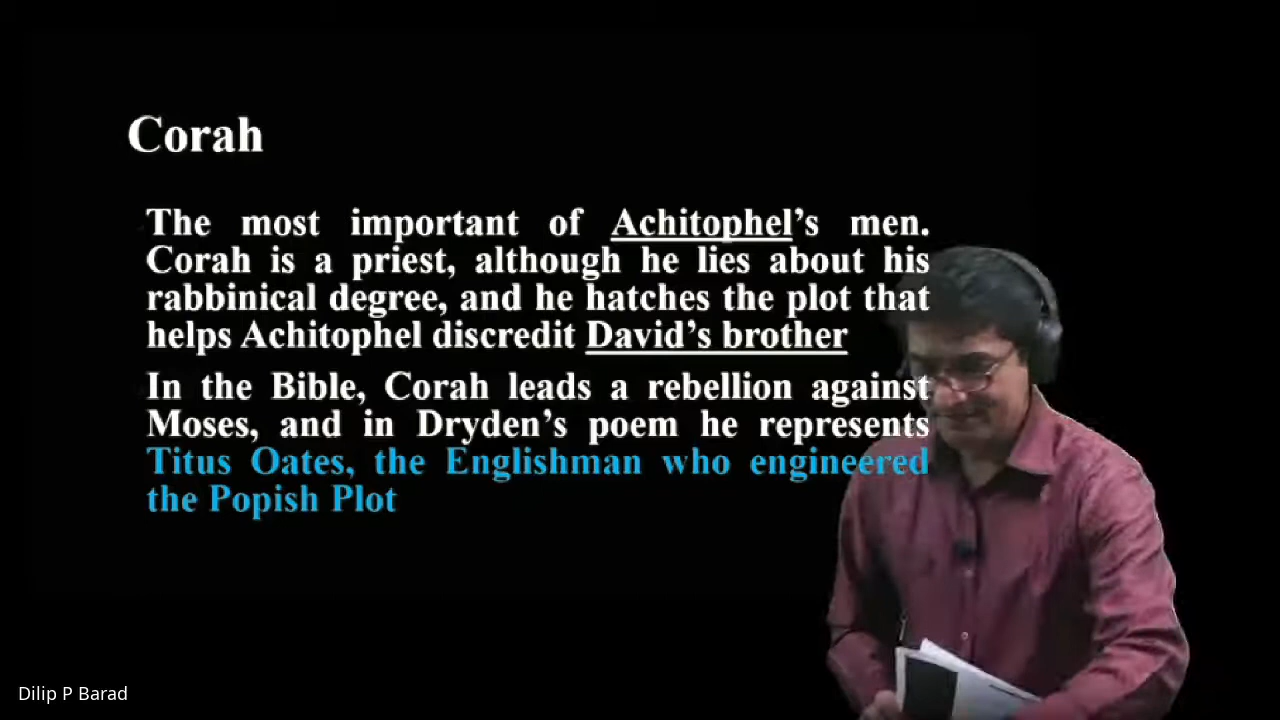 Corah
The most important of Achitophel’s men.
Corah is a priest, although he lies about his
rabbinical degree, and he hatches the plot that
helps Achitophel discredit David’s brother
In the Bible, Corah leads a rebellion against
Moses, and in Dryden’s poem he represents
Titus Oates, the Englishman who engineered
the Popish Plot
Dilip P Barad